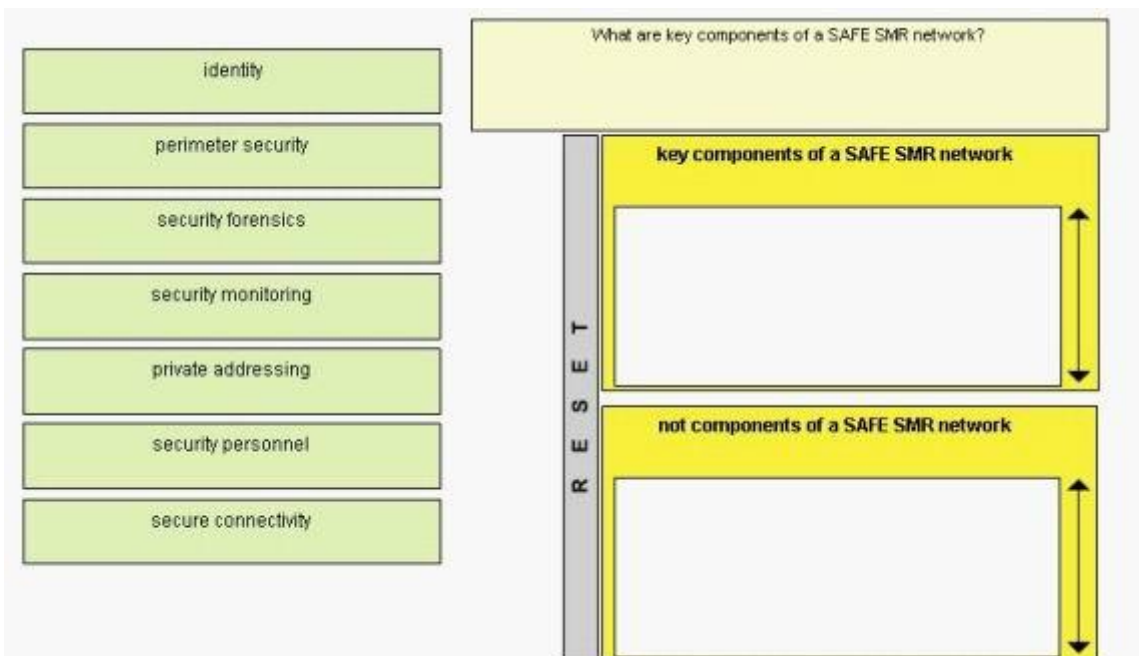 What are key components of a SAFE SMR network?
identity
perimeter security
security forensics
security monitoring
private addressing
security personnel
secure connectivity
RESET
key components of a SAFE SMR network
not components of a SAFE SMR network